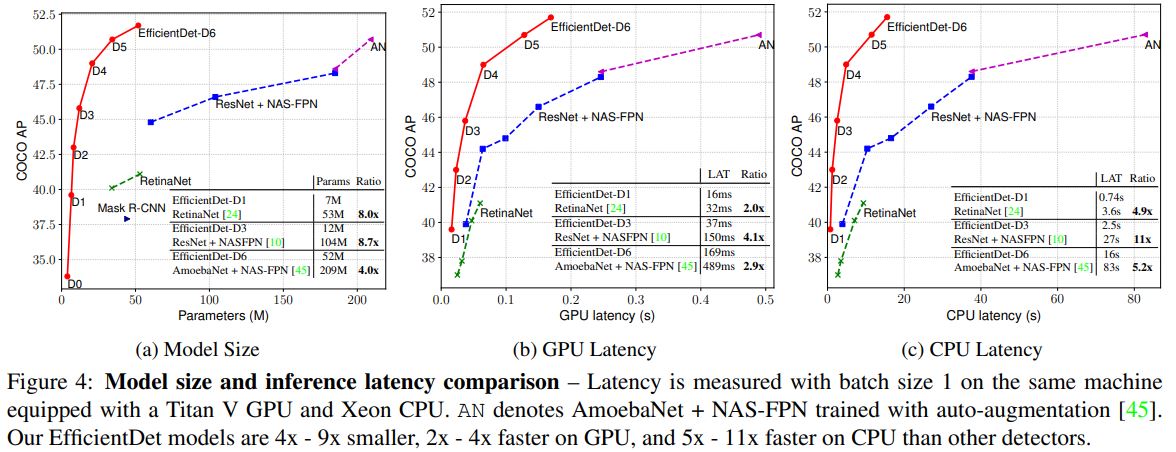 52.5
50.0
47.5
45.0
42.5
40.0
37.5
35.0
COCO AP
0 50 100 150 200
Parameters (M)
EfficientDet-D6
D5
D4
D3
D2
D1
D0
AN
ResNet + NAS-FPN
RetinaNet
Mask R-CNN
Params Ratio
EfficientDet-D1 7M
RetinaNet [24] 53M 8.0x
EfficientDet-D3 12M
ResNet + NASFPN [10] 104M 8.7x
EfficientDet-D6 52M
AmoebaNet + NAS-FPN [45] 209M 4.0x
(a) Model Size
52
50
48
46
44
42
40
38
COCO AP
0.0 0.1 0.2 0.3 0.4 0.5
GPU latency (s)
EfficientDet-D6
D5
D4
D3
D2
D1
AN
ResNet + NAS-FPN
RetinaNet
LAT Ratio
EfficientDet-D1 16ms
RetinaNet [24] 32ms 2.0x
EfficientDet-D3 37ms
ResNet + NASFPN [10] 150ms 4.1x
EfficientDet-D6 169ms
AmoebaNet + NAS-FPN [45] 489ms 2.9x
(b) GPU Latency
52
50
48
46
44
42
40
38
COCO AP
0 20 40 60 80
CPU latency (s)
EfficientDet-D6
D5
D4
D3
D2
D1
AN
ResNet + NAS-FPN
RetinaNet
LAT Ratio
EfficientDet-D1 0.74s
RetinaNet [24] 3.6s 4.9x
EfficientDet-D3 2.5s
ResNet + NASFPN [10] 27s 11x
EfficientDet-D6 16s
AmoebaNet + NAS-FPN [45] 83s 5.2x
(c) CPU Latency
Figure 4: Model size and inference latency comparison – Latency is measured with batch size 1 on the same machine
equipped with a Titan V GPU and Xeon CPU. AN denotes AmoebaNet + NAS-FPN trained with auto-augmentation [45].
Our EfficientDet models are 4x - 9x smaller, 2x - 4x faster on GPU, and 5x - 11x faster on CPU than other detectors.